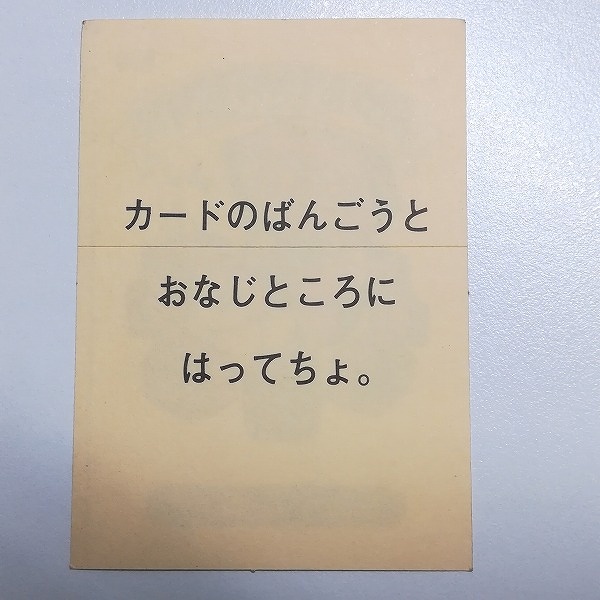 カードのばんごうと
おなじところに
はってちょ。